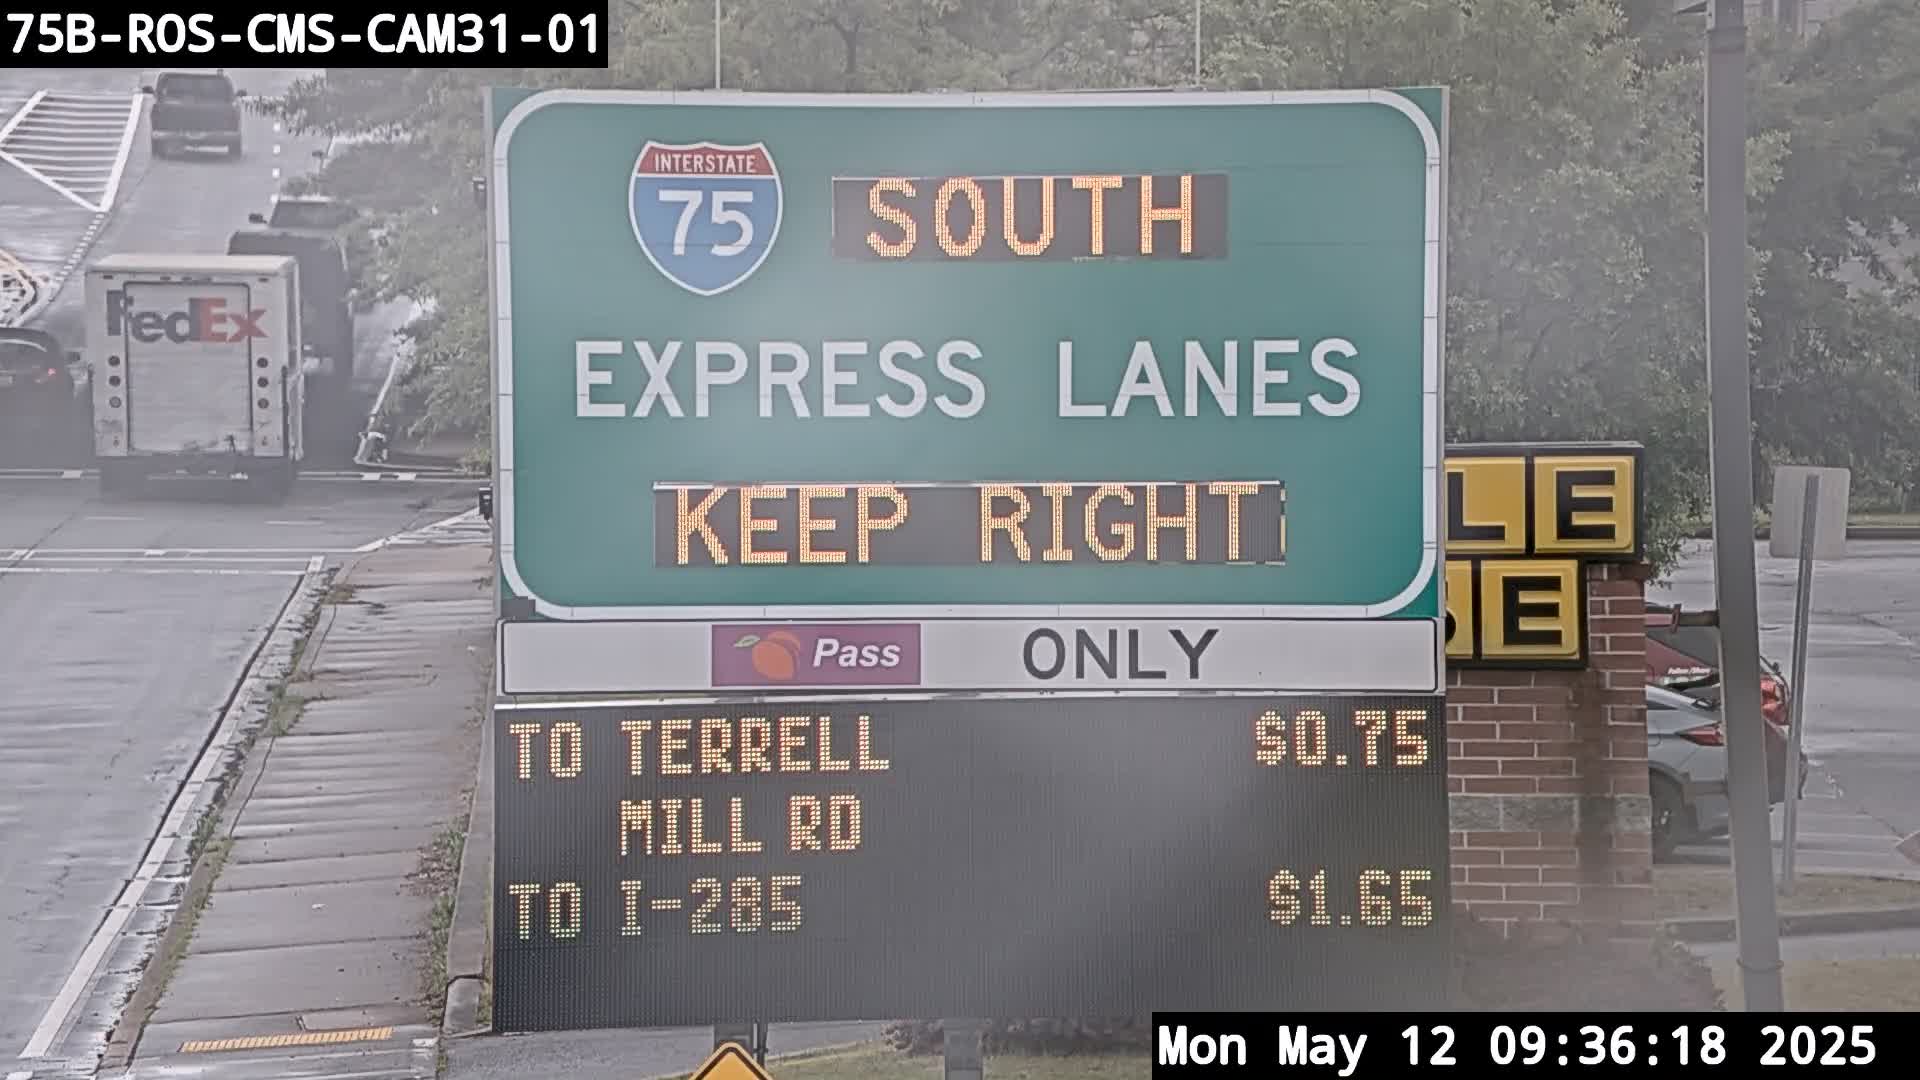 75B-ROS-CMS-CAM31-01
INTERSTATE
75
SOUTH
FedEx
EXPRESS LANES
KEEP RIGHT
LE
E
Pass ONLY
TO TERRELL $0.75
MILL RD
TO I-285 $1.65
Mon May 12 09:36:18 2025